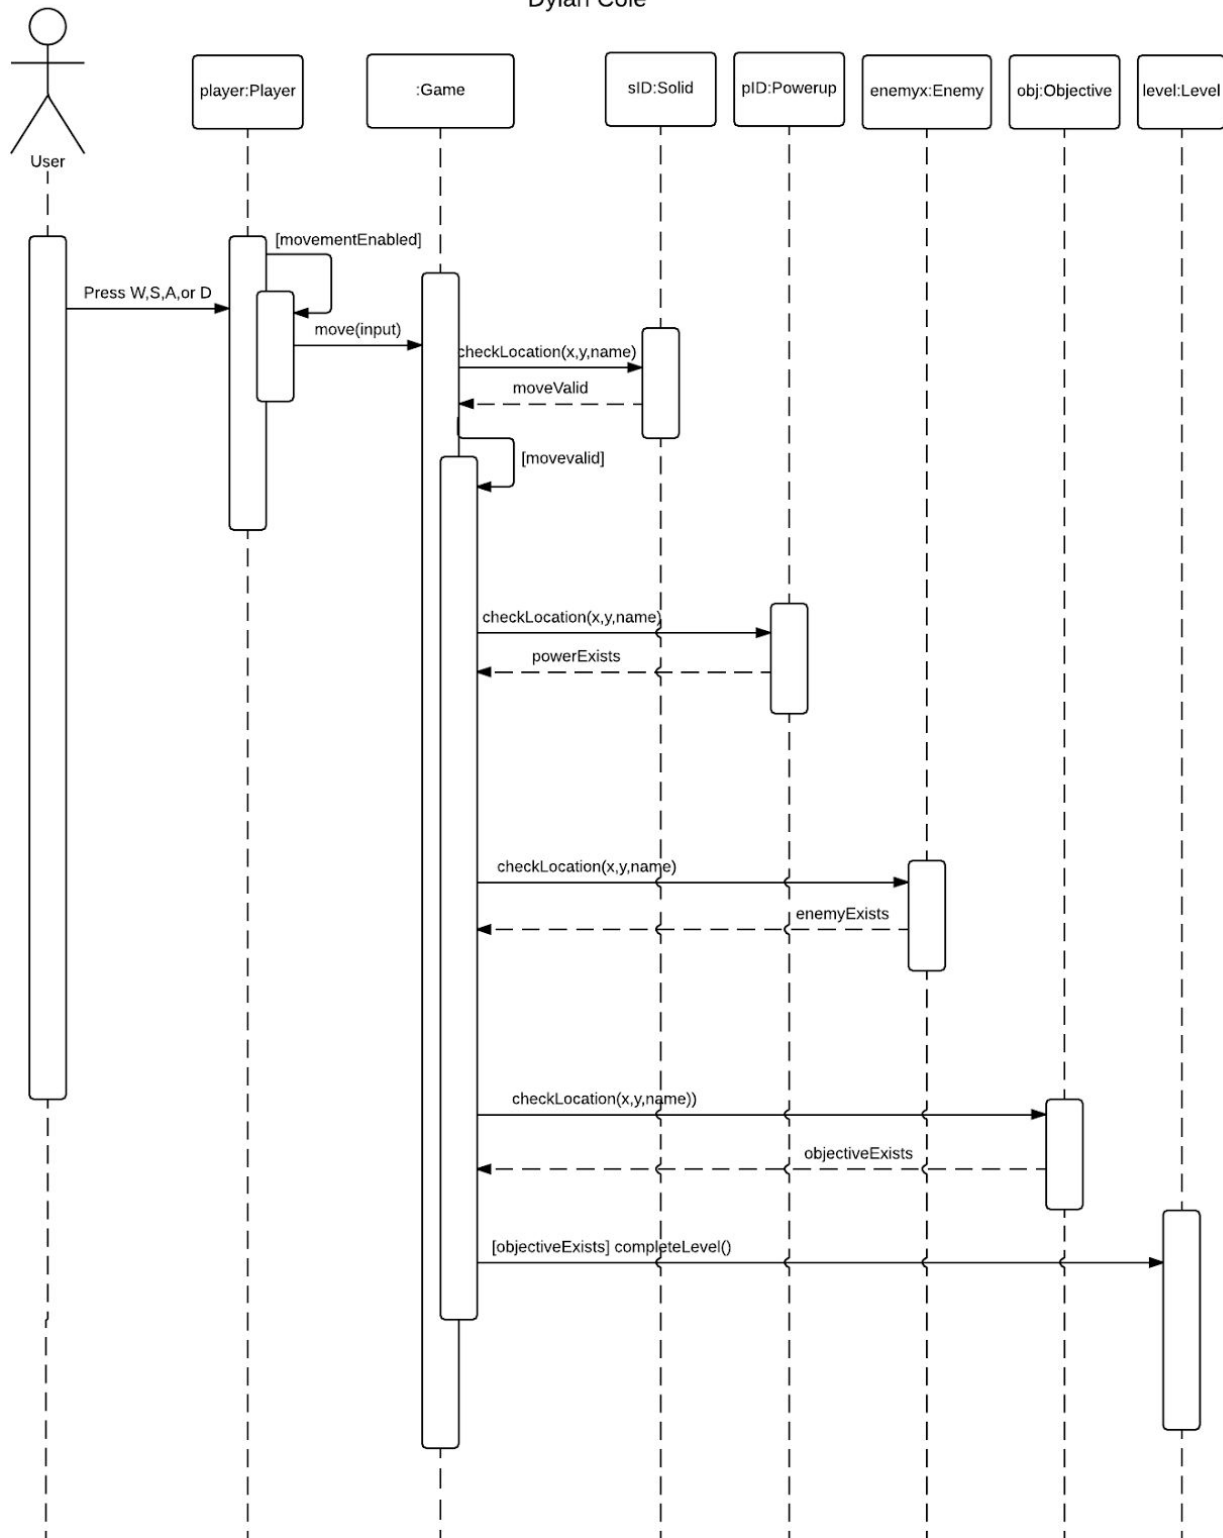 Dylan Cole
User
player:Player
:Game
sID:Solid
pID:Powerup
enemyx:Enemy
obj:Objective
level:Level
[movementEnabled]
Press W,S,A,or D
move(input)
checkLocation(x,y,name)
moveValid
[movevalid]
checkLocation(x,y,name)
powerExists
checkLocation(x,y,name)
enemyExists
checkLocation(x,y,name))
objectiveExists
[objectiveExists] completeLevel()